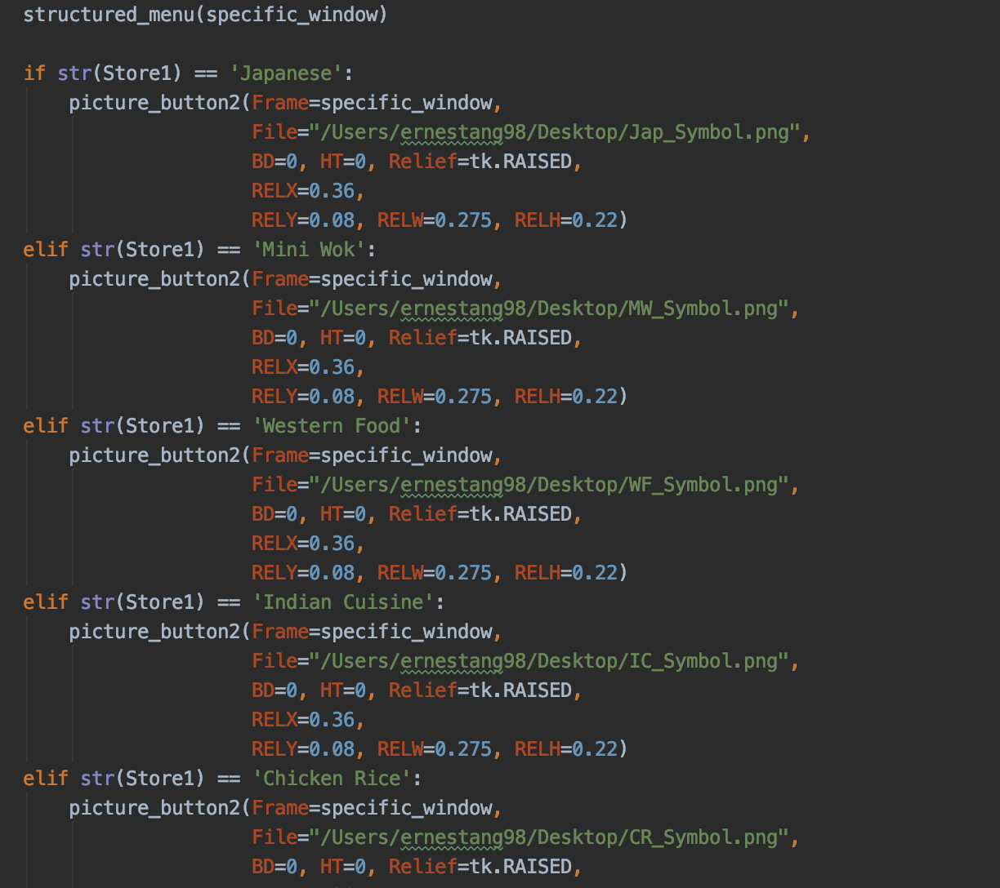 structured_menu(specific_window)
if str(Store1) == 'Japanese':
picture_button2(Frame=specific_window,
File="/Users/ernestang98/Desktop/Jap_Symbol.png",
BD=0, HT=0, Relief=tk.RAISED,
RELX=0.36,
RELY=0.08, RELW=0.275, RELH=0.22)
elif str(Store1) == 'Mini Wok':
picture_button2(Frame=specific_window,
File="/Users/ernestang98/Desktop/MW_Symbol.png",
BD=0, HT=0, Relief=tk.RAISED,
RELX=0.36,
RELY=0.08, RELW=0.275, RELH=0.22)
elif str(Store1) == 'Western Food':
picture_button2(Frame=specific_window,
File="/Users/ernestang98/Desktop/WF_Symbol.png",
BD=0, HT=0, Relief=tk.RAISED,
RELX=0.36,
RELY=0.08, RELW=0.275, RELH=0.22)
elif str(Store1) == 'Indian Cuisine':
picture_button2(Frame=specific_window,
File="/Users/ernestang98/Desktop/IC_Symbol.png",
BD=0, HT=0, Relief=tk.RAISED,
RELX=0.36,
RELY=0.08, RELW=0.275, RELH=0.22)
elif str(Store1) == 'Chicken Rice':
picture_button2(Frame=specific_window,
File="/Users/ernestang98/Desktop/CR_Symbol.png",
BD=0, HT=0, Relief=tk.RAISED,